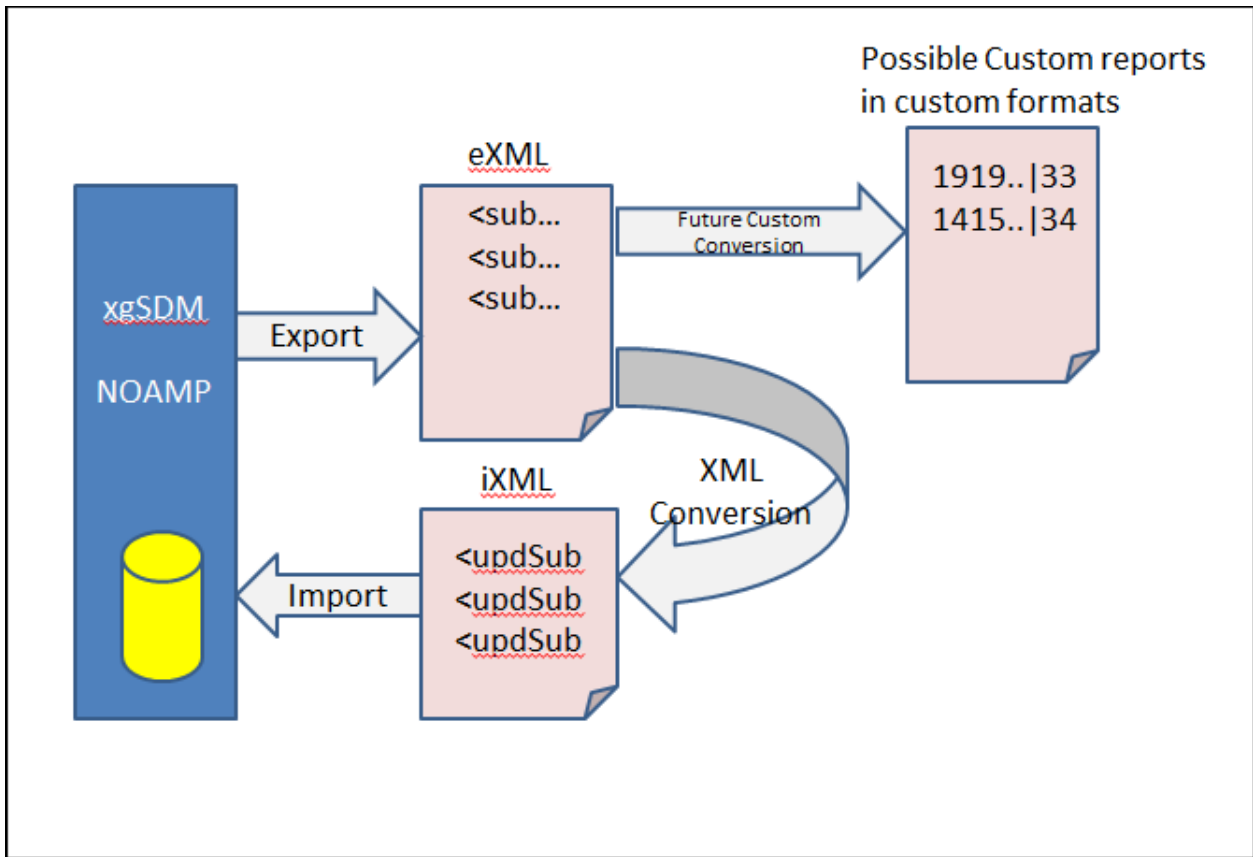 Possible Custom reports
in custom formats
eXML
<sub...
<sub...
<sub...
Future Custom
Conversion
1919..|33
1415..|34
xgSDM
NOAMP
Export
XML
Conversion
iXML
<updSub
<updSub
<updSub
Import